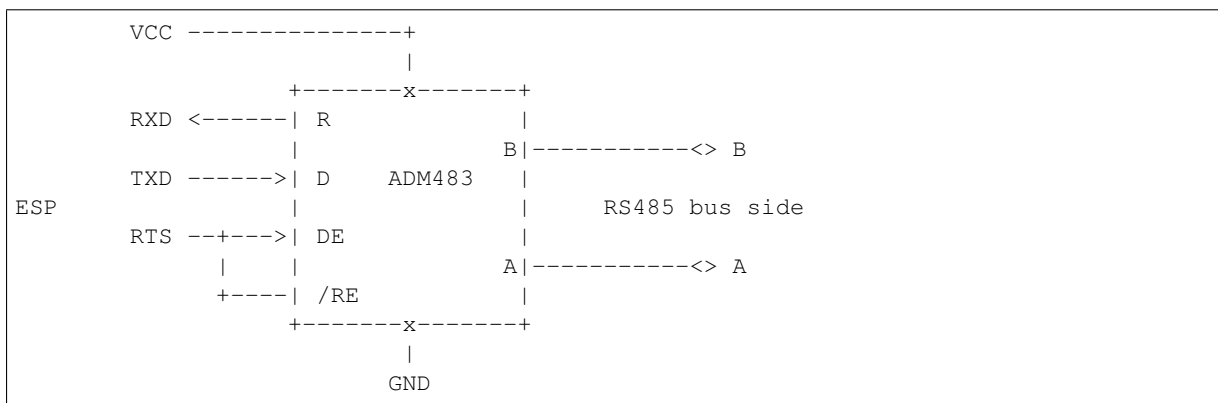 VCC ---------------+
|
+-------x-------+
RXD <------| R |
| B|-----------<> B
TXD ------>| D ADM483 |
ESP | | RS485 bus side
RTS --+--->| DE |
| | A|-----------<> A
+----| /RE |
+-------x-------+
|
GND